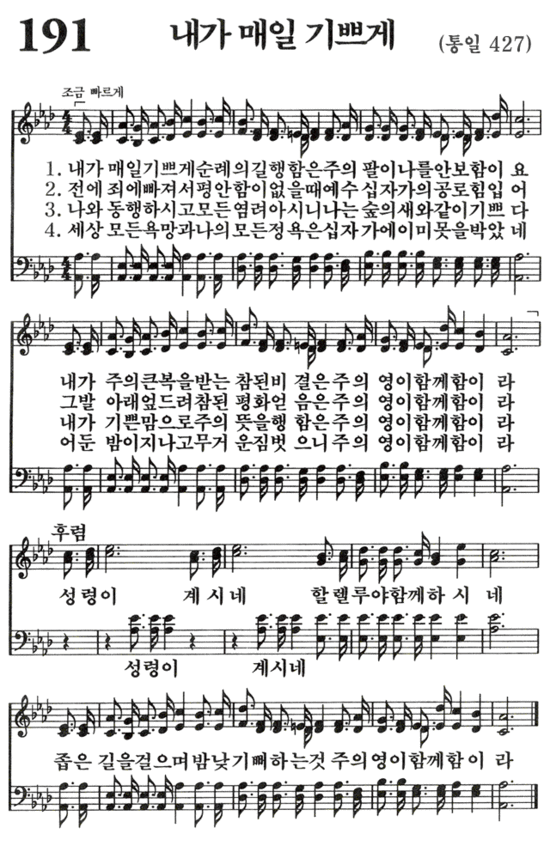 191 내가 매일 기쁘게 (통일 427)
조금 빠르게
1. 내가 매일기쁘게순례의길행함은주의 팔이나를안보함이 요
2. 전에 죄에빠져서평안함이없을때예수 십자가의공로힘입 어
3. 나와 동행하시고모든 염려아시니나는 숲의새와같이기쁘 다
4. 세상 모든욕망과나의모든정욕은십자 가에이미못을박았 네
내가 주의큰복을받는 참된비 결은주의 영이함께함이 라
그발 아래엎드려참된 평화얻 음은주의 영이함께함이 라
내가 기쁜맘으로주의 뜻을행 함은주의 영이함께함이 라
어둔 밤이지나고무거 운짐벗 으니주의 영이함께함이 라
후렴
성령이 계시네 할렐루야함께하 시 네
성령이 계시네
좁은 길을걸으며밤낮기뻐하는것 주의영이함께함이 라